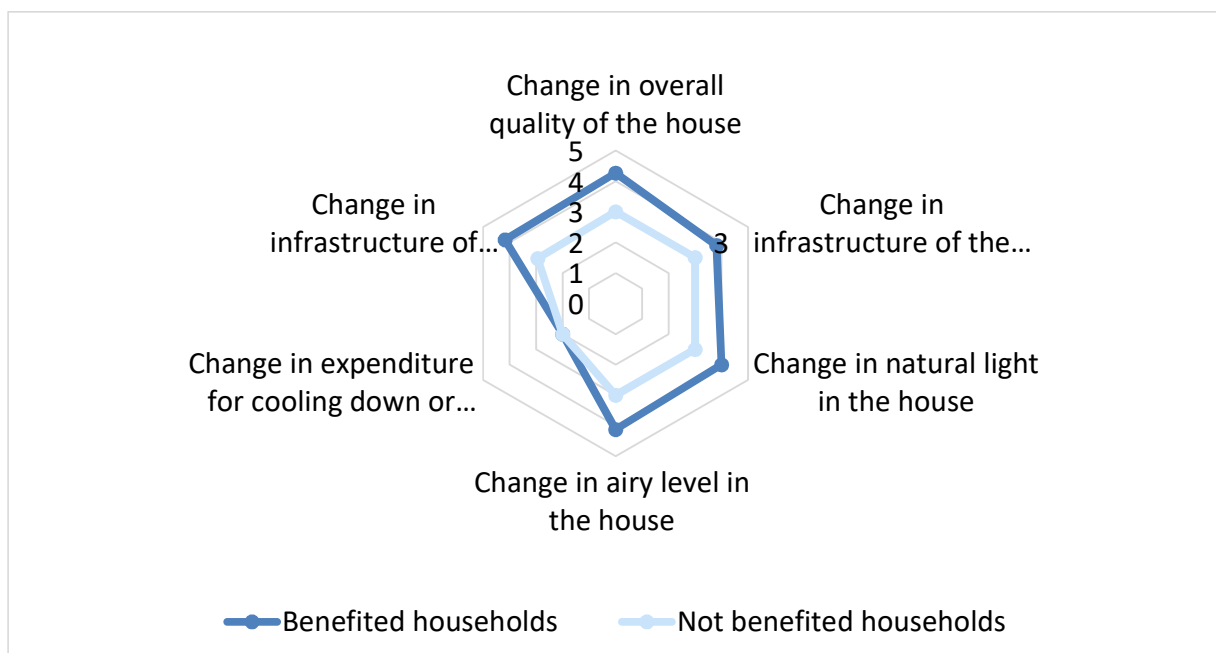 Change in overall
quality of the house
5
4
3
2
1
0
Change in
infrastructure of the...
3
Change in natural light
in the house
Change in airy level in
the house
Change in expenditure
for cooling down or...
Change in
infrastructure of...
Benefited households
Not benefited households